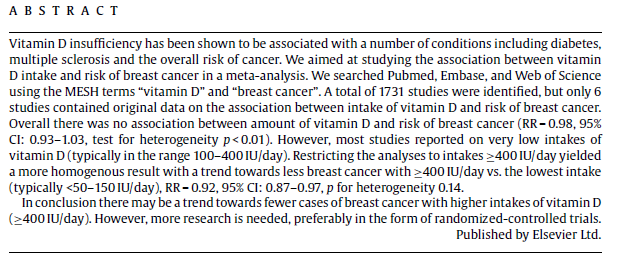 A B S T R A C T
Vitamin D insufficiency has been shown to be associated with a number of conditions including diabetes,
multiple sclerosis and the overall risk of cancer. We aimed at studying the association between vitamin
D intake and risk of breast cancer in a meta-analysis. We searched Pubmed, Embase, and Web of Science
using the MESH terms “vitamin D” and “breast cancer”. A total of 1731 studies were identified, but only 6
studies contained original data on the association between intake of vitamin D and risk of breast cancer.
Overall there was no association between amount of vitamin D and risk of breast cancer (RR = 0.98, 95%
CI: 0.93–1.03, test for heterogeneity p < 0.01). However, most studies reported on very low intakes of
vitamin D (typically in the range 100–400 IU/day). Restricting the analyses to intakes ≥400 IU/day yielded
a more homogenous result with a trend towards less breast cancer with ≥400 IU/day vs. the lowest intake
(typically <50–150 IU/day), RR = 0.92, 95% CI: 0.87–0.97, p for heterogeneity 0.14.
In conclusion there may be a trend towards fewer cases of breast cancer with higher intakes of vitamin D
(≥400 IU/day). However, more research is needed, preferably in the form of randomized-controlled trials.
Published by Elsevier Ltd.